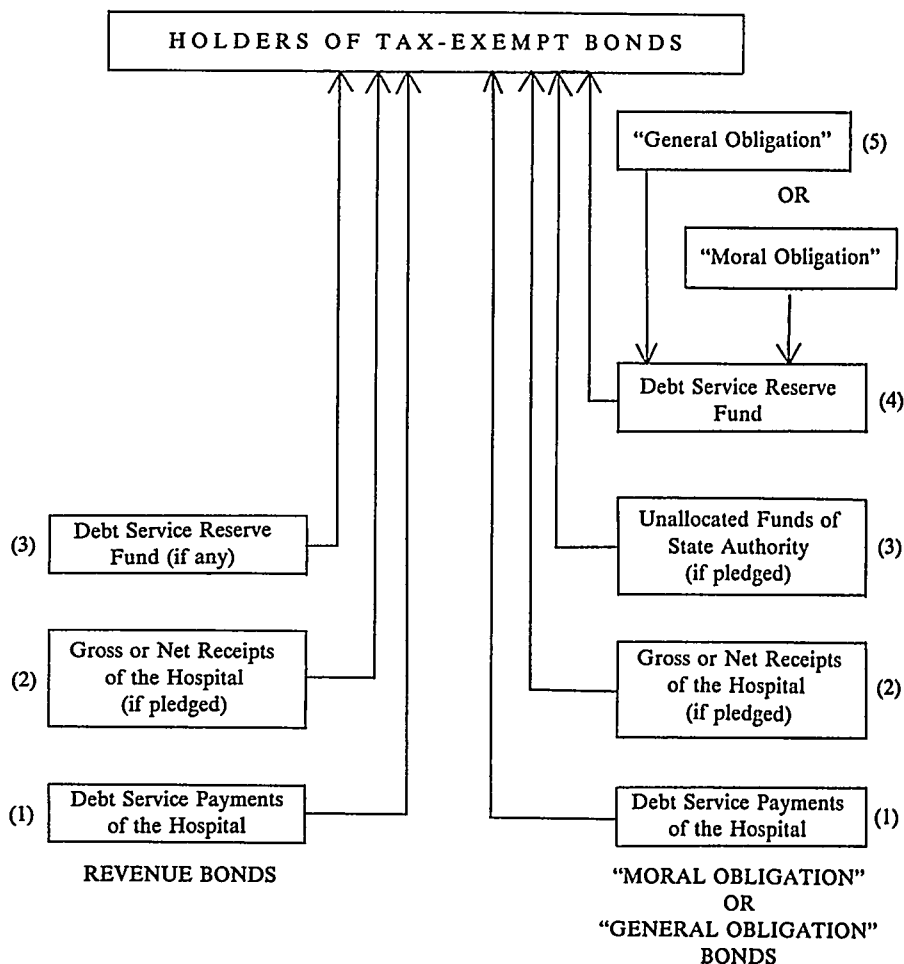 HOLDERS OF TAX-EXEMPT BONDS
"General Obligation" (5)
OR
"Moral Obligation"
Debt Service Reserve
Fund
(4)
(3)
Debt Service Reserve
Fund (if any)
Unallocated Funds of
State Authority
(if pledged)
(3)
(2)
Gross or Net Receipts
of the Hospital
(if pledged)
Gross or Net Receipts
of the Hospital
(if pledged)
(2)
(1)
Debt Service Payments
of the Hospital
Debt Service Payments
of the Hospital
(1)
REVENUE BONDS
"MORAL OBLIGATION"
OR
"GENERAL OBLIGATION"
BONDS